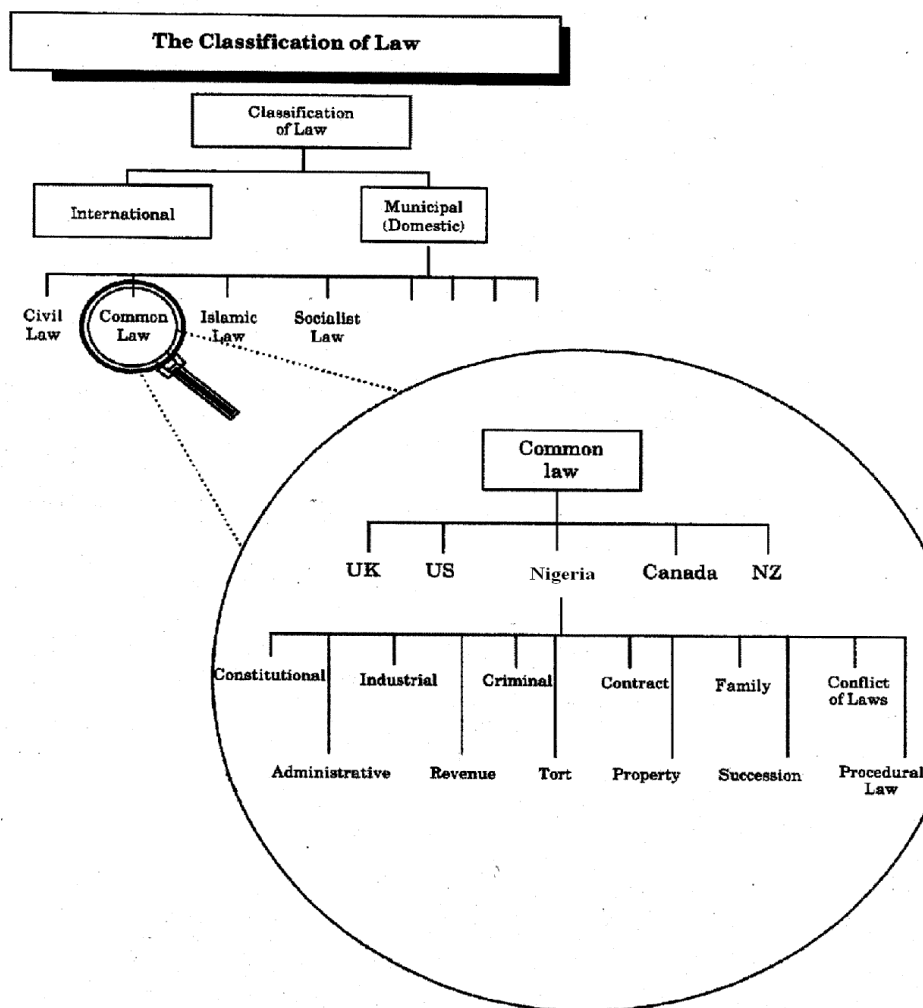 The Classification of Law
Classification
of Law
International
Municipal
(Domestic)
Civil
Law
Common
Law
Islamic
Law
Socialist
Law
Common
law
UK
US
Nigeria
Canada
NZ
Constitutional
Industrial
Criminal
Contract
Family
Conflict
of Laws
Administrative
Revenue
Tort
Property
Succession
Procedural
Law